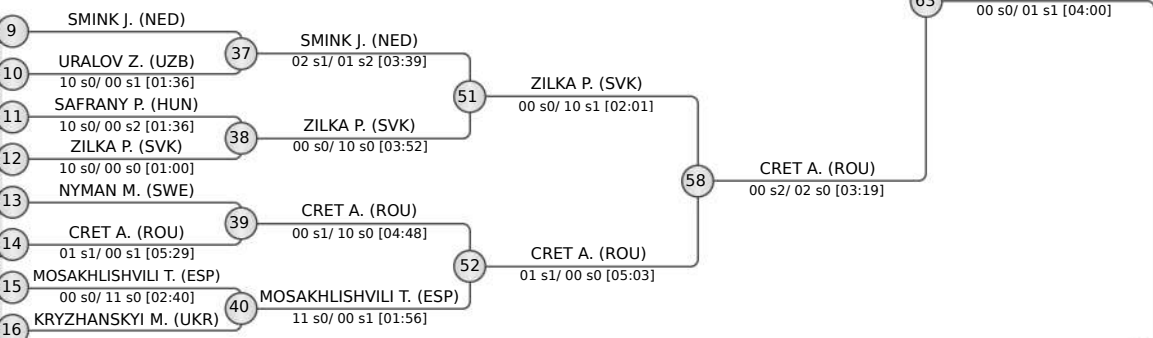 63
00 s0/ 01 s1 [04:00]
9
SMINK J. (NED)
10
URALOV Z. (UZB)
10 s0/ 00 s1 [01:36]
37
SMINK J. (NED)
02 s1/ 01 s2 [03:39]
11
SAFRANY P. (HUN)
10 s0/ 00 s2 [01:36]
12
ZILKA P. (SVK)
10 s0/ 00 s0 [01:00]
38
ZILKA P. (SVK)
00 s0/ 10 s0 [03:52]
51
ZILKA P. (SVK)
00 s0/ 10 s1 [02:01]
13
NYMAN M. (SWE)
14
CRET A. (ROU)
01 s1/ 00 s1 [05:29]
39
CRET A. (ROU)
00 s1/ 10 s0 [04:48]
15
MOSAKHLISHVILI T. (ESP)
00 s0/ 11 s0 [02:40]
16
KRYZHANSKYI M. (UKR)
40
MOSAKHLISHVILI T. (ESP)
11 s0/ 00 s1 [01:56]
52
CRET A. (ROU)
01 s1/ 00 s0 [05:03]
58
CRET A. (ROU)
00 s2/ 02 s0 [03:19]